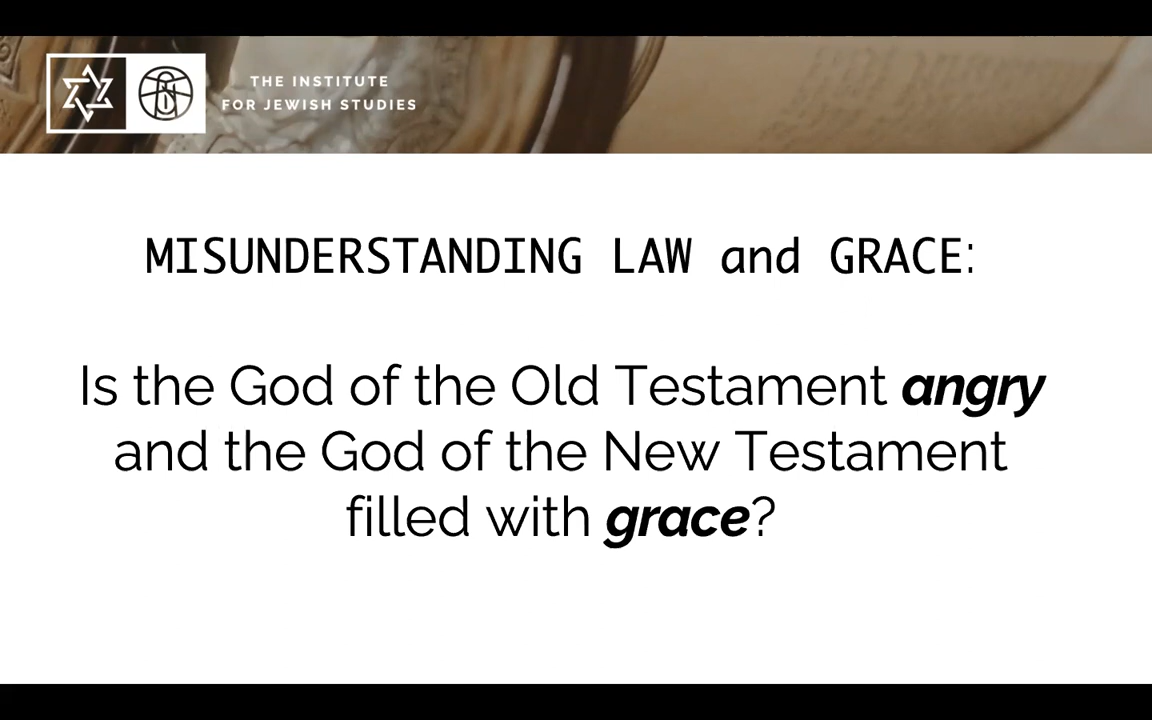 THE INSTITUTE
FOR JEWISH STUDIES
MISUNDERSTANDING LAW and GRACE:
Is the God of the Old Testament angry
and the God of the New Testament
filled with grace?